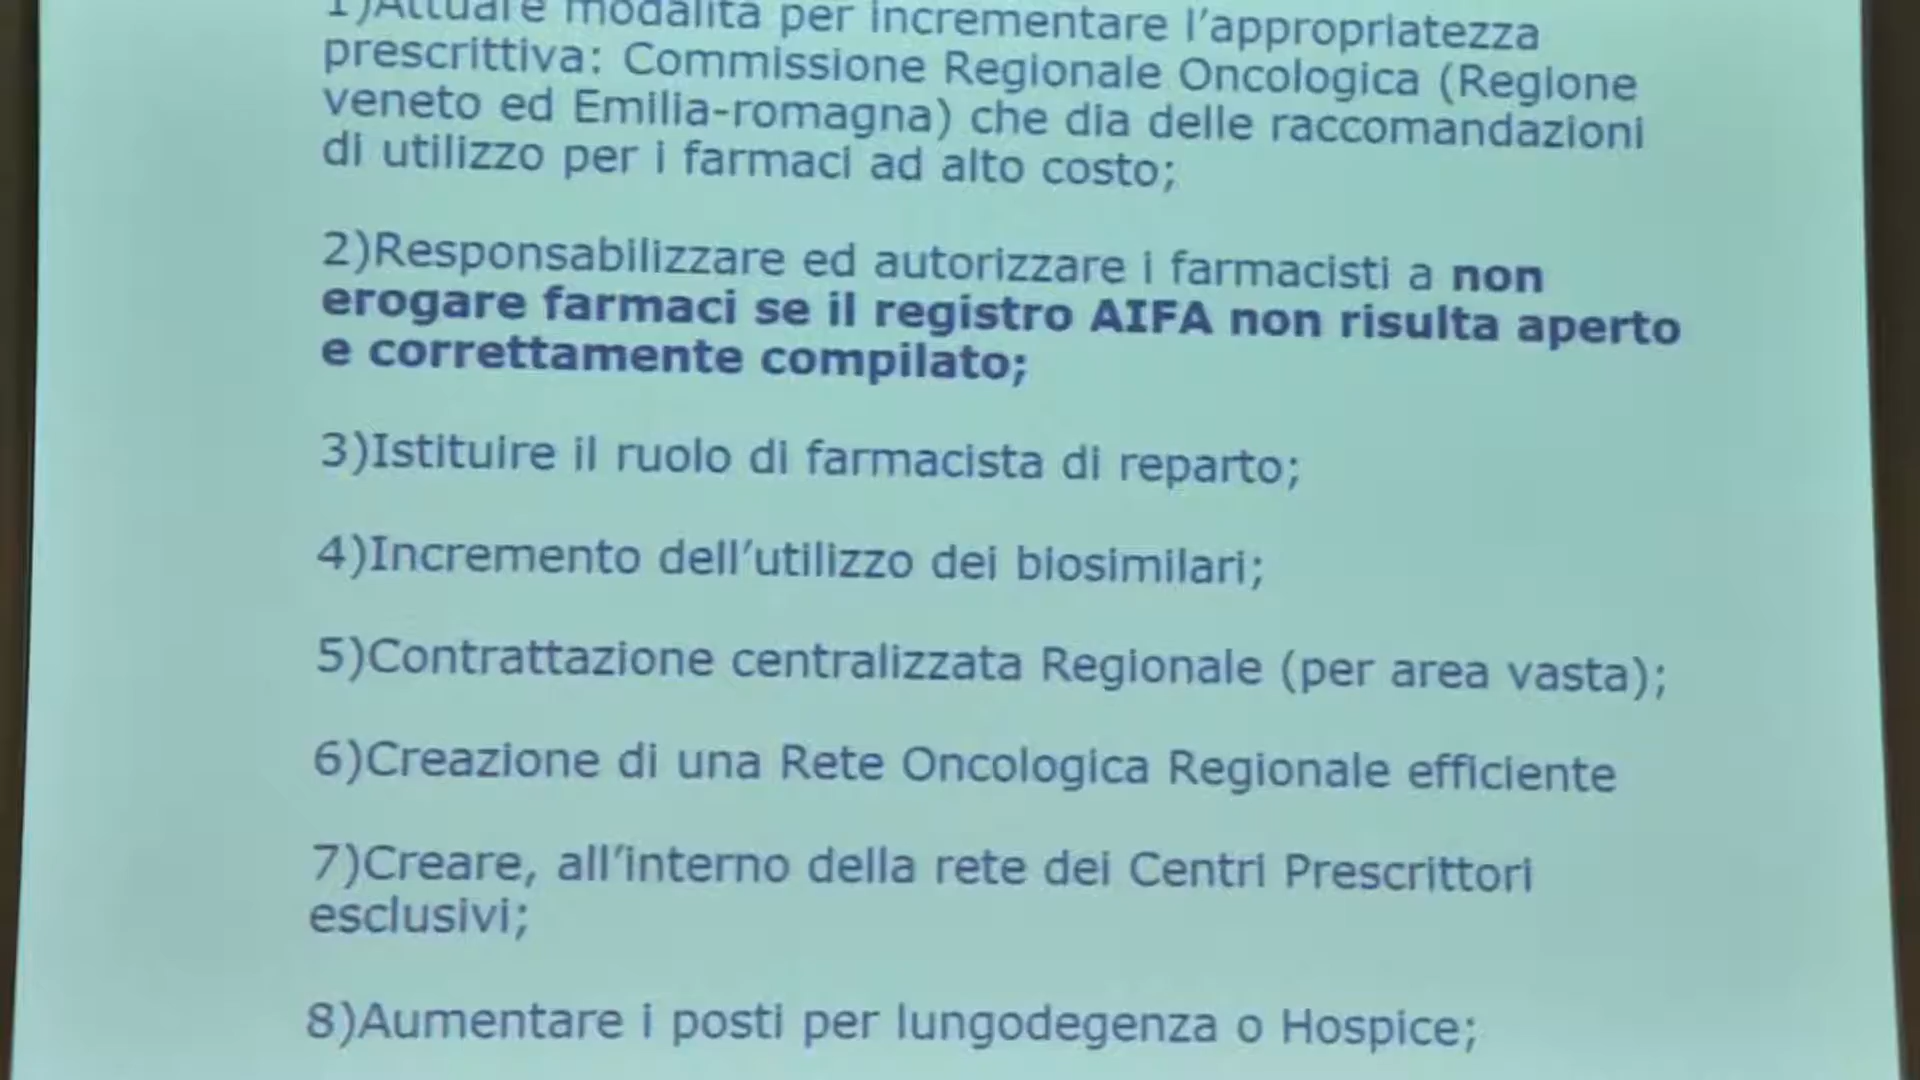 1)Attuare modalità per incrementare l'appropriatezza
prescrittiva: Commissione Regionale Oncologica (Regione
veneto ed Emilia-romagna) che dia delle raccomandazioni
di utilizzo per i farmaci ad alto costo;
2)Responsabilizzare ed autorizzare i farmacisti a non
erogare farmaci se il registro AIFA non risulta aperto
e correttamente compilato;
3)Istituire il ruolo di farmacista di reparto;
4)Incremento dell'utilizzo dei biosimilari;
5)Contrattazione centralizzata Regionale (per area vasta);
6)Creazione di una Rete Oncologica Regionale efficiente
7)Creare, all'interno della rete dei Centri Prescrittori
esclusivi;
8)Aumentare i posti per lungodegenza o Hospice;